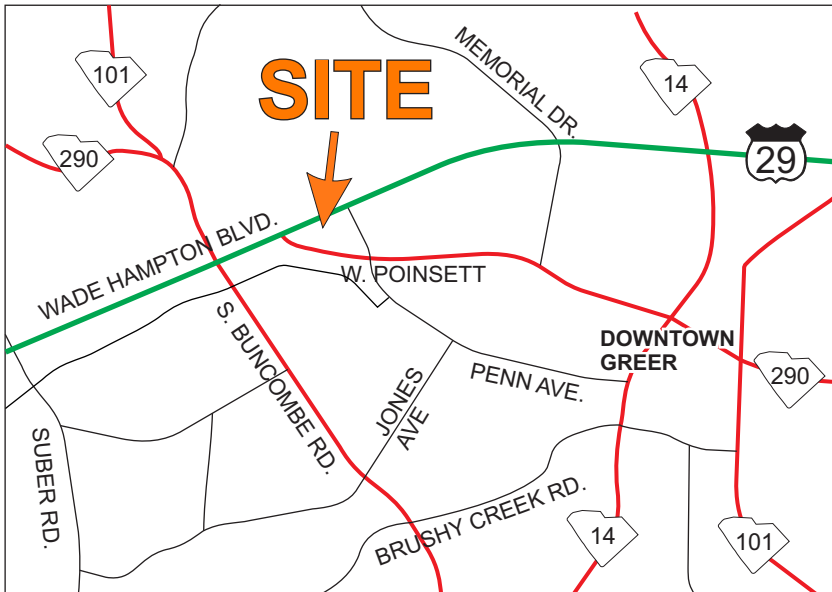 101
290
SITE
MEMORIAL DR.
14
29
WADE HAMPTON BLVD.
W. POINSETT
S. BUNCOMBE RD.
DOWNTOWN
GREER
JONES
AVE
PENN AVE.
290
SUBER RD.
BRUSHY CREEK RD.
14
101